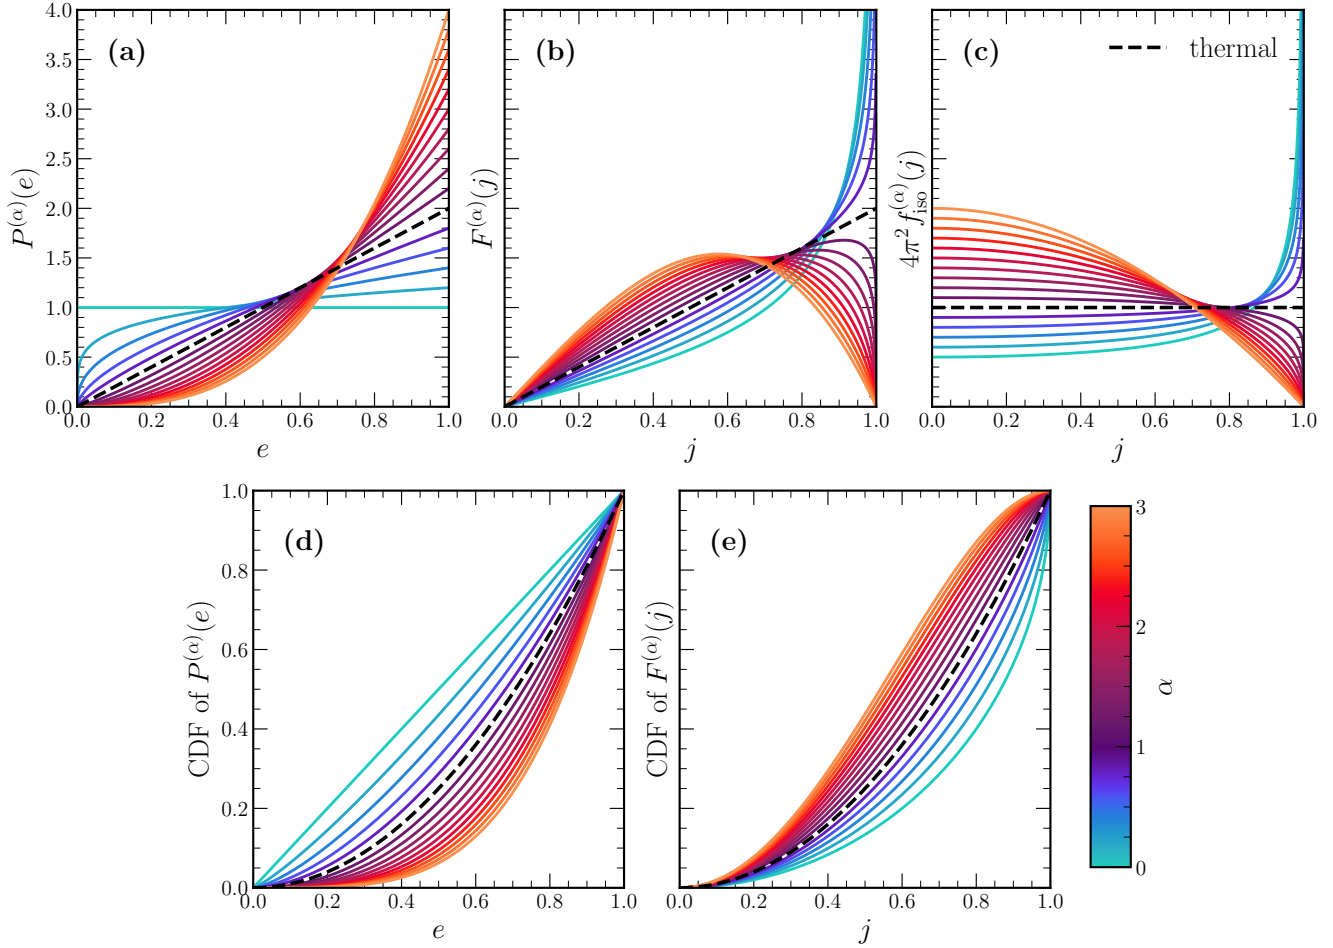 (a)
P^(α)(e)
4.0
3.5
3.0
2.5
2.0
1.5
1.0
0.5
0.0
0.0 0.2 0.4 0.6 0.8 1.0
e
(b)
F^(α)(j)
0.0 0.2 0.4 0.6 0.8 1.0
j
(c)
thermal
4π² f_iso^(α)(j)
0.0 0.2 0.4 0.6 0.8 1.0
j
(d)
CDF of P^(α)(e)
1.0
0.8
0.6
0.4
0.2
0.0
0.0 0.2 0.4 0.6 0.8 1.0
e
(e)
CDF of F^(α)(j)
0.0 0.2 0.4 0.6 0.8 1.0
j
3
2
1
0
α